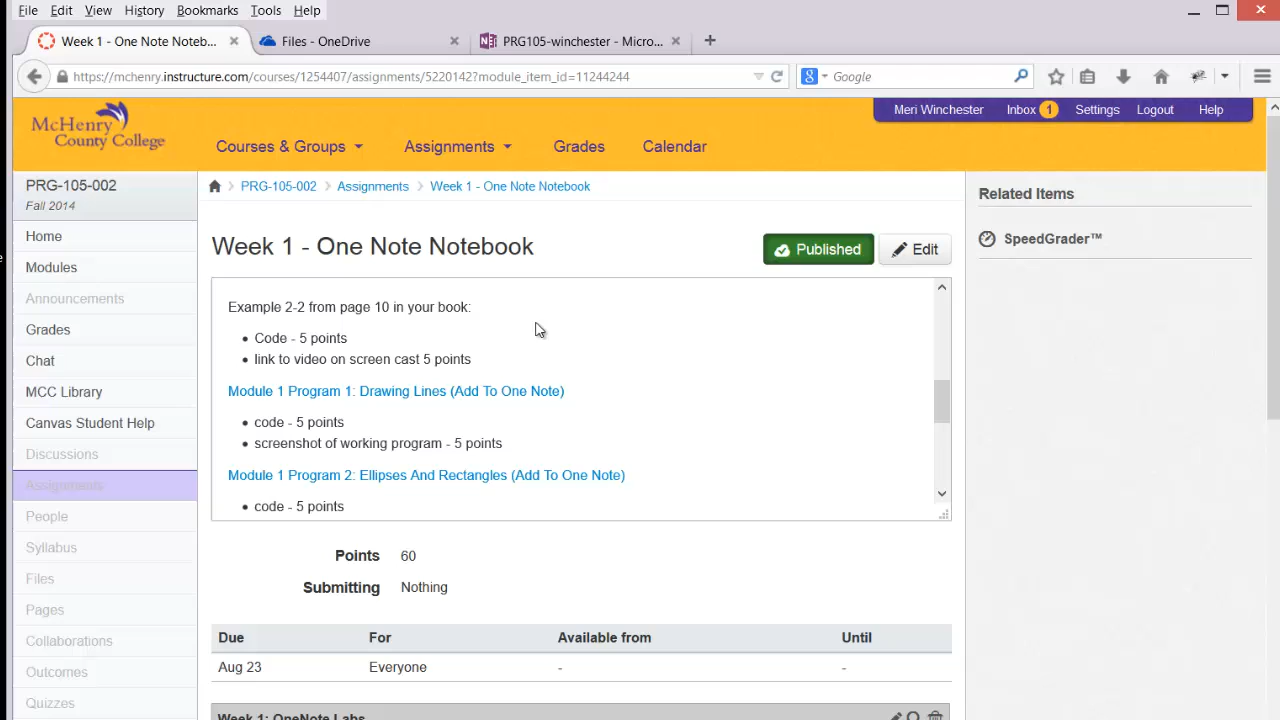 File Edit View History Bookmarks Tools Help
Week 1 - One Note Noteb... Files - OneDrive PRG105-winchester - Micro...
https://mchenry.instructure.com/courses/1254407/assignments/5220142?module_item_id=11244244 Google
McHenry County College
Meri Winchester Inbox 1 Settings Logout Help
Courses & Groups Assignments Grades Calendar
PRG-105-002
Fall 2014
Home
Modules
Announcements
Grades
Chat
MCC Library
Canvas Student Help
Discussions
Assignments
People
Syllabus
Files
Pages
Collaborations
Outcomes
Quizzes
PRG-105-002 > Assignments > Week 1 - One Note Notebook
Week 1 - One Note Notebook
Published Edit
Example 2-2 from page 10 in your book:
• Code - 5 points
• link to video on screen cast 5 points
Module 1 Program 1: Drawing Lines (Add To One Note)
• code - 5 points
• screenshot of working program - 5 points
Module 1 Program 2: Ellipses And Rectangles (Add To One Note)
• code - 5 points
Points 60
Submitting Nothing
Due For Available from Until
Aug 23 Everyone - -
Week 1: OneNote Labs
Related Items
SpeedGrader™